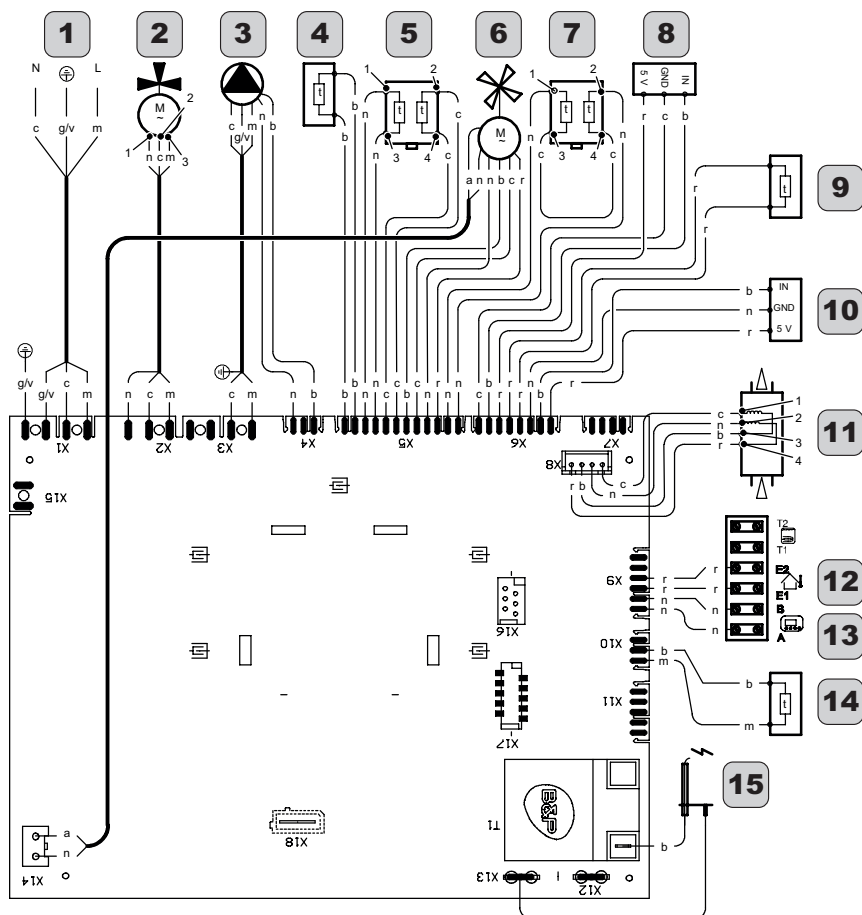 1 2 3 4 5 6 7 8
N L
5 V GND IN
1 2 1 2
2
M ~
M ~
t t t t t
1 3
3 4
3 4
c g/v m
n c m
c g/v m n b
b b n n c c
a n n b c r
n c c n
r c b
r r
t
9
b IN
n GND
r 5 V
10
r
c 1
n 2
b 3
r 4
11
g/v g/v c m
n c m
c m
n b
b b n n c c b n c r n r n n
c b r r r n b b
X1 X2 X3 X4 X5 X6 X7
X8
r b n c
X15
T2
T1
E2
E1
B
A
12
13
X9
r r
r r
n n
n n
X16
X10
b b
m m
t
14
X11
X17
15
T1
B&P
b
X18
a
n
X14
X13 X12